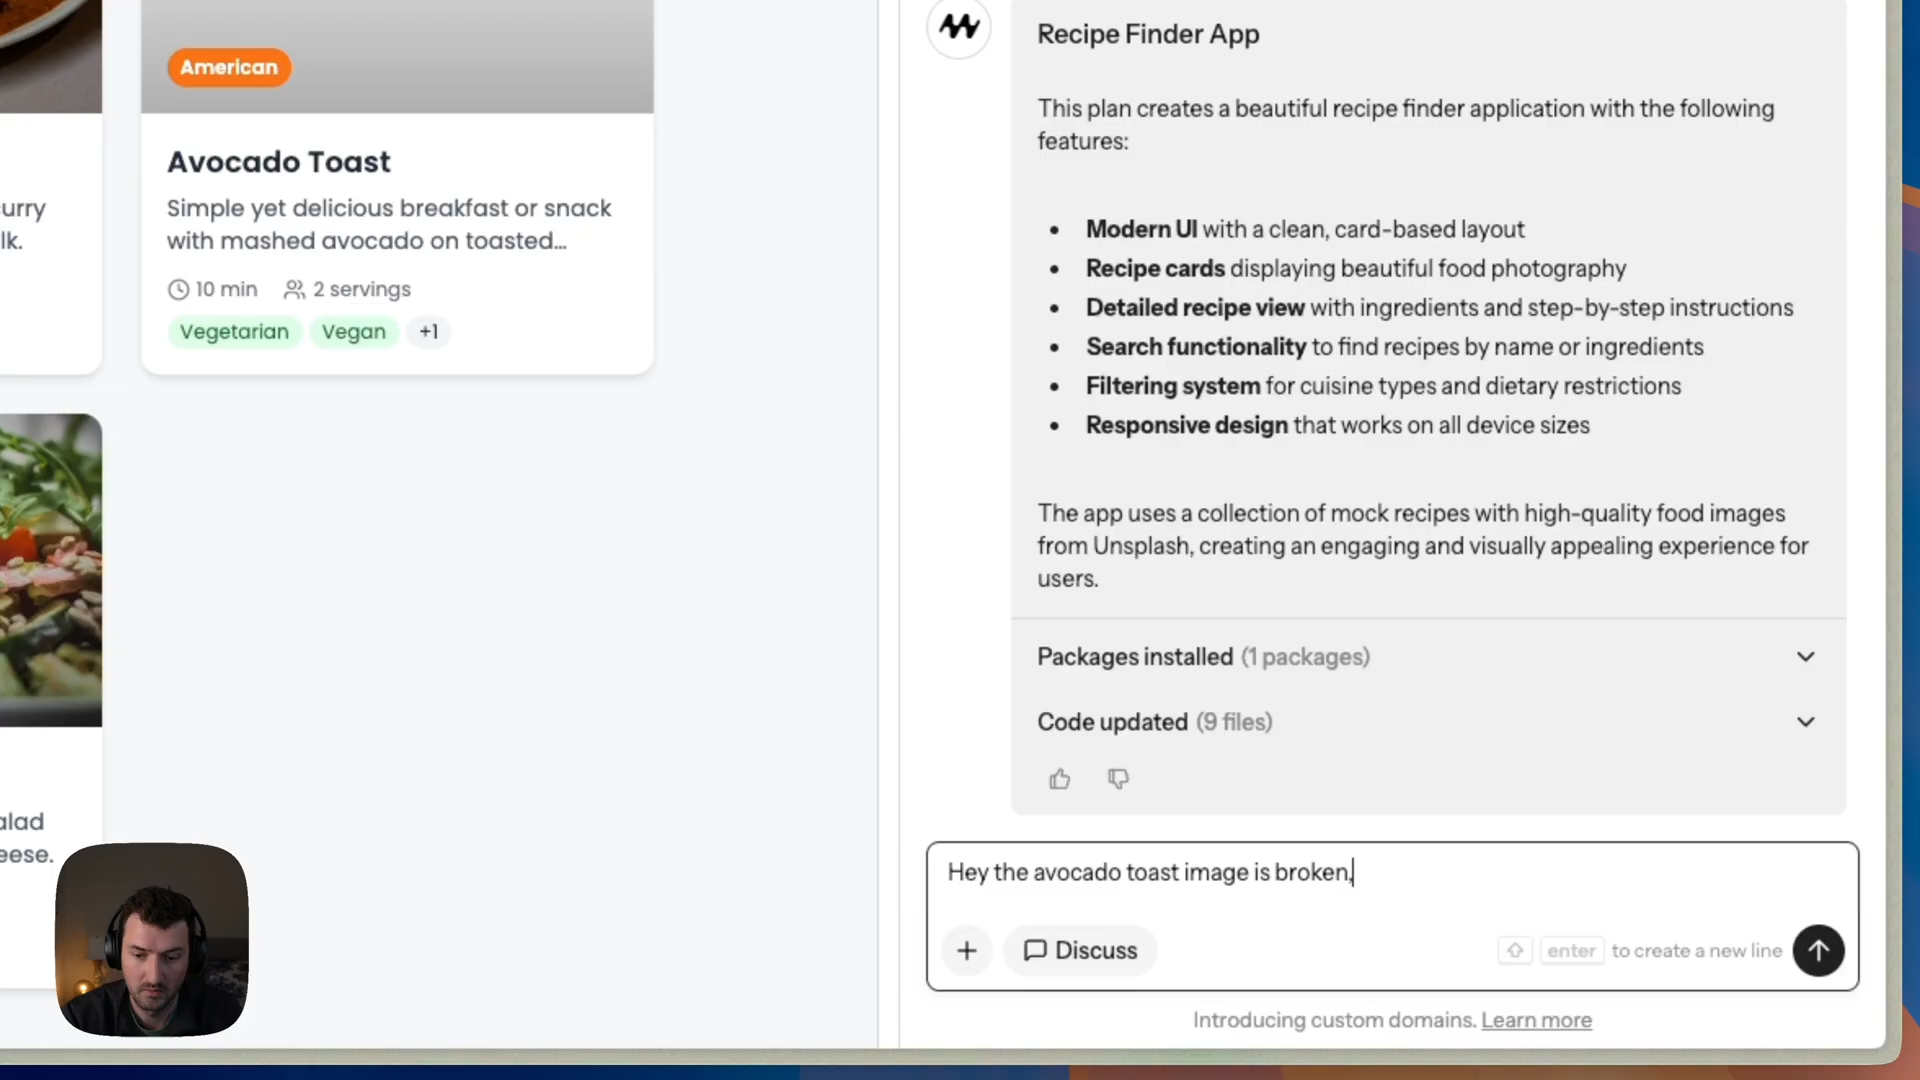 American
Avocado Toast
Simple yet delicious breakfast or snack
with mashed avocado on toasted...
10 min 2 servings
Vegetarian Vegan +1
urry
lk.
alad
eese.
Recipe Finder App
This plan creates a beautiful recipe finder application with the following
features:
• Modern UI with a clean, card-based layout
• Recipe cards displaying beautiful food photography
• Detailed recipe view with ingredients and step-by-step instructions
• Search functionality to find recipes by name or ingredients
• Filtering system for cuisine types and dietary restrictions
• Responsive design that works on all device sizes
The app uses a collection of mock recipes with high-quality food images
from Unsplash, creating an engaging and visually appealing experience for
users.
Packages installed (1 packages)
Code updated (9 files)
Hey the avocado toast image is broken,
Discuss
enter to create a new line
Introducing custom domains. Learn more